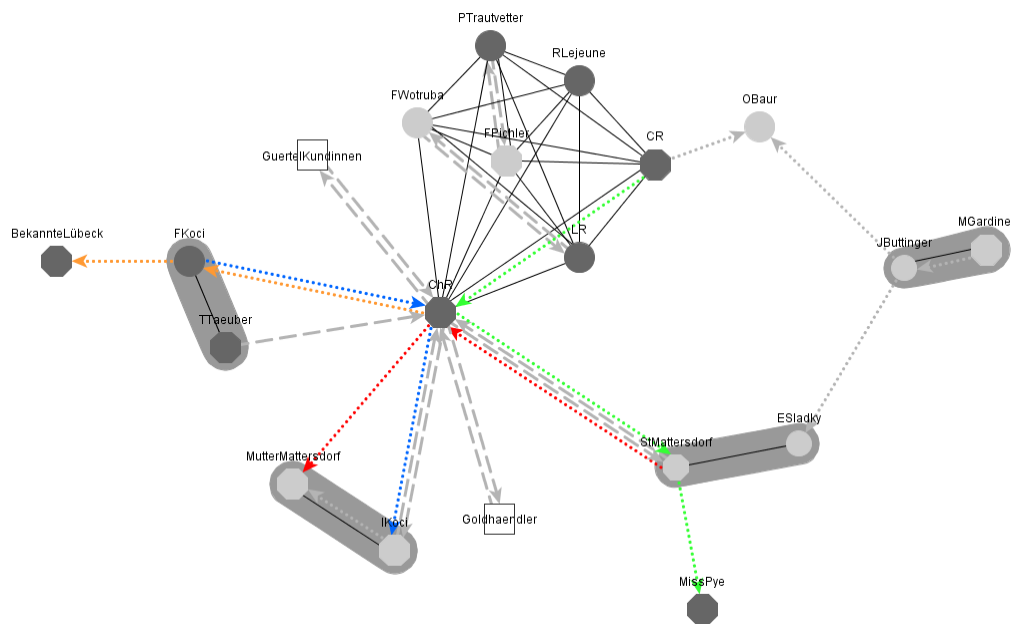 PTrautvetter
RLejeune
FWotruba
OBaur
FPichler
CR
GuertelKundinnen
MGardine
BekannteLübeck
FKoci
LR
JButtinger
ChR
TTaeuber
ESladky
StMattersdorf
MutterMattersdorf
IKoci
Goldhaendler
MissPye